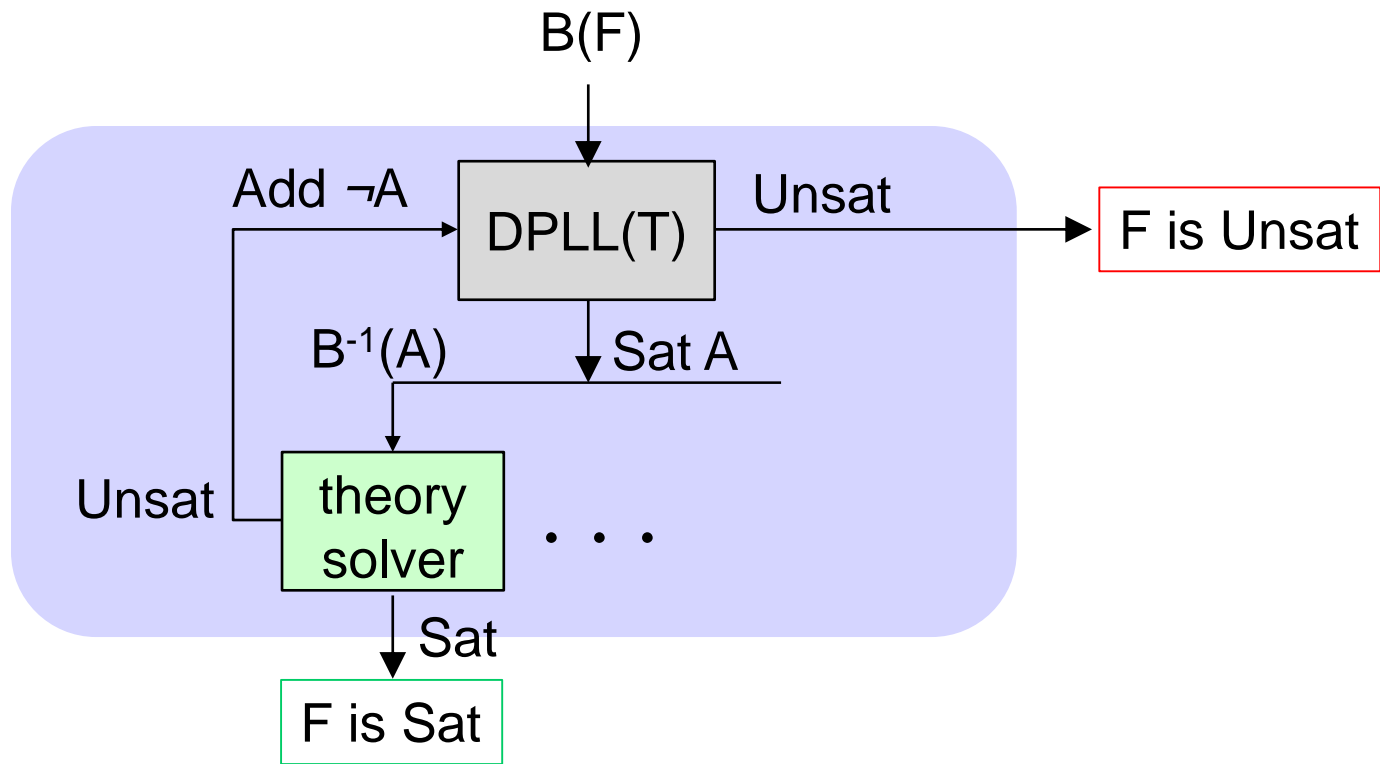 B(F)
Add ¬A
DPLL(T)
Unsat
F is Unsat
B⁻¹(A)
Sat A
Unsat
theory
solver
. . .
Sat
F is Sat